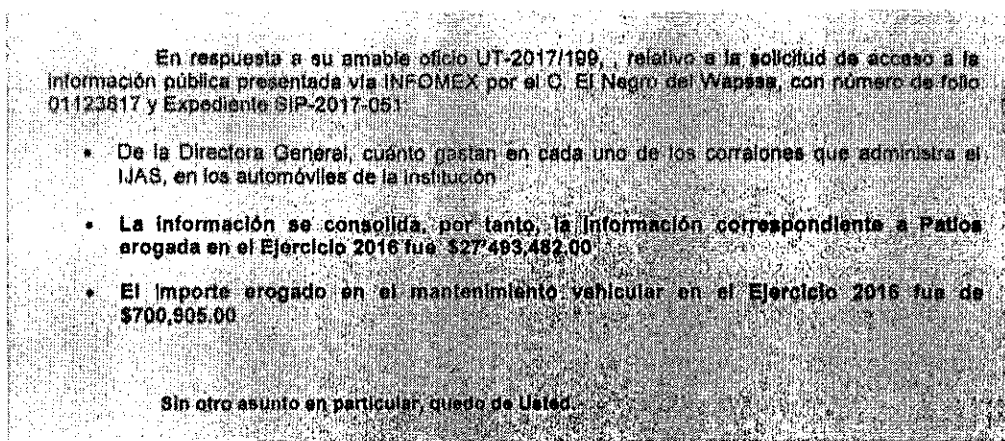 En respuesta a su amable oficio UT-2017/199, , relativo a la solicitud de acceso a la
información pública presentada vía INFOMEX por el C. El Negro del Wapssa, con número de folio
01123817 y Expediente SIP-2017-051:
• De la Directora General, cuánto gastan en cada uno de los corralones que administra el
IJAS, en los automóviles de la institución
• La información se consolida, por tanto, la información correspondiente a Patios
erogada en el Ejercicio 2016 fue $27'493,482.00
• El importe erogado en el mantenimiento vehicular en el Ejercicio 2016 fue de
$700,905.00
Sin otro asunto en particular, quedo de Usted.-